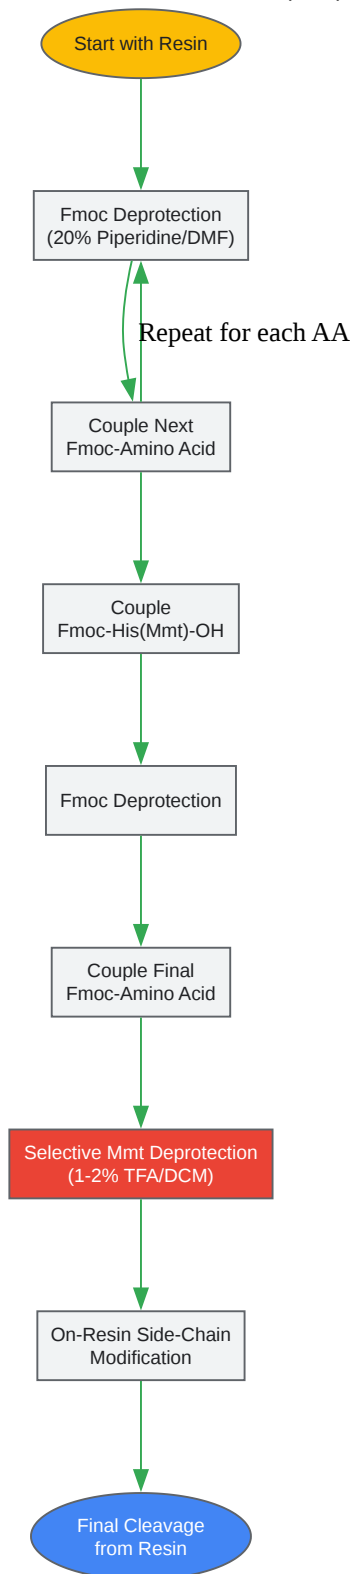 Start with Resin
Fmoc Deprotection
(20% Piperidine/DMF)
Repeat for each AA
Couple Next
Fmoc-Amino Acid
Couple
Fmoc-His(Mmt)-OH
Fmoc Deprotection
Couple Final
Fmoc-Amino Acid
Selective Mmt Deprotection
(1-2% TFA/DCM)
On-Resin Side-Chain
Modification
Final Cleavage
from Resin